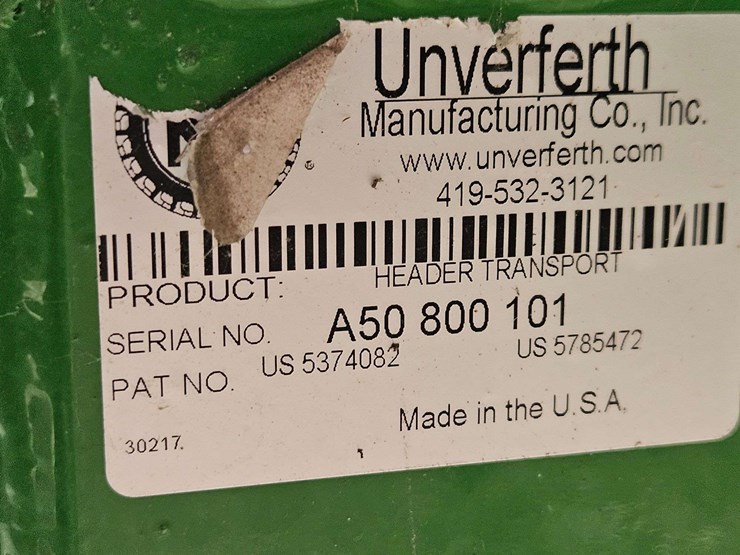 Unverferth
Manufacturing Co., Inc.
www.unverferth.com
419-532-3121
PRODUCT: HEADER TRANSPORT
SERIAL NO. A50 800 101
PAT NO. US 5374082 US 5785472
Made in the U.S.A.
30217